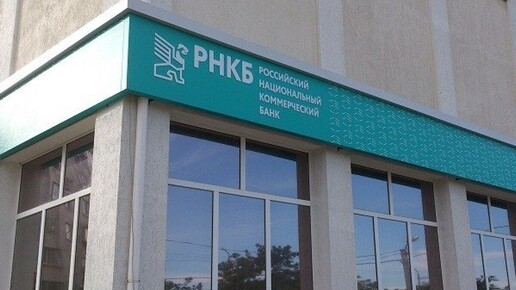 РНКБ
РОССИЙСКИЙ
НАЦИОНАЛЬНЫЙ
КОММЕРЧЕСКИЙ
БАНК